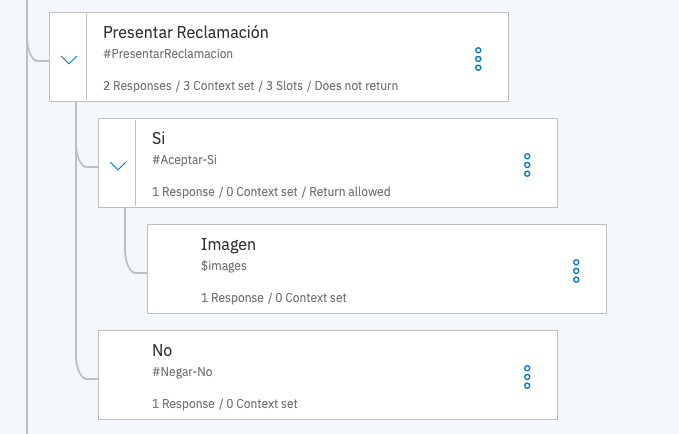 Presentar Reclamación
#PresentarReclamacion
2 Responses / 3 Context set / 3 Slots / Does not return
Si
#Aceptar-Si
1 Response / 0 Context set / Return allowed
Imagen
$images
1 Response / 0 Context set
No
#Negar-No
1 Response / 0 Context set